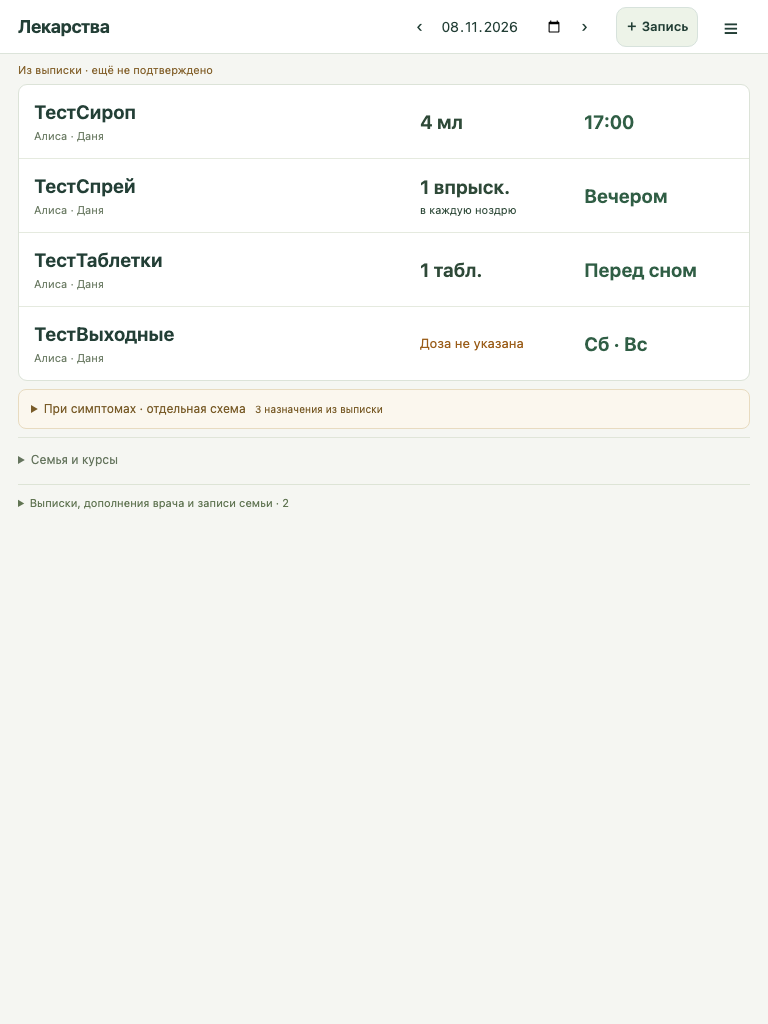 Лекарства
‹ 08.11.2026 ›
+ Запись
Из выписки · ещё не подтверждено
ТестСироп
Алиса · Даня
4 мл
17:00
ТестСпрей
Алиса · Даня
1 впрыск.
в каждую ноздрю
Вечером
ТестТаблетки
Алиса · Даня
1 табл.
Перед сном
ТестВыходные
Алиса · Даня
Доза не указана
Сб · Вс
При симптомах · отдельная схема 3 назначения из выписки
Семья и курсы
Выписки, дополнения врача и записи семьи · 2